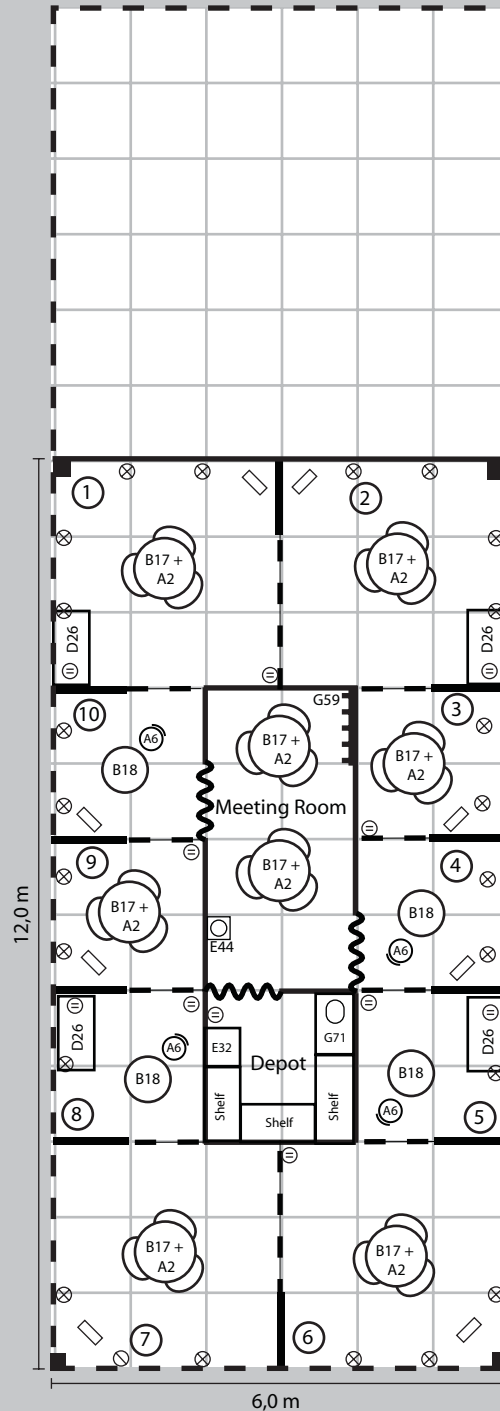 1
2
B17 +
A2
B17 +
A2
D26
D26
10
A6
B18
G59
B17 +
A2
3
B17 +
A2
Meeting Room
9
B17 +
A2
B17 +
A2
4
B18
A6
E44
12,0 m
D26
A6
B18
8
E32
Depot
G71
Shelf
Shelf
Shelf
D26
B18
A6
5
B17 +
A2
B17 +
A2
7
6
6,0 m